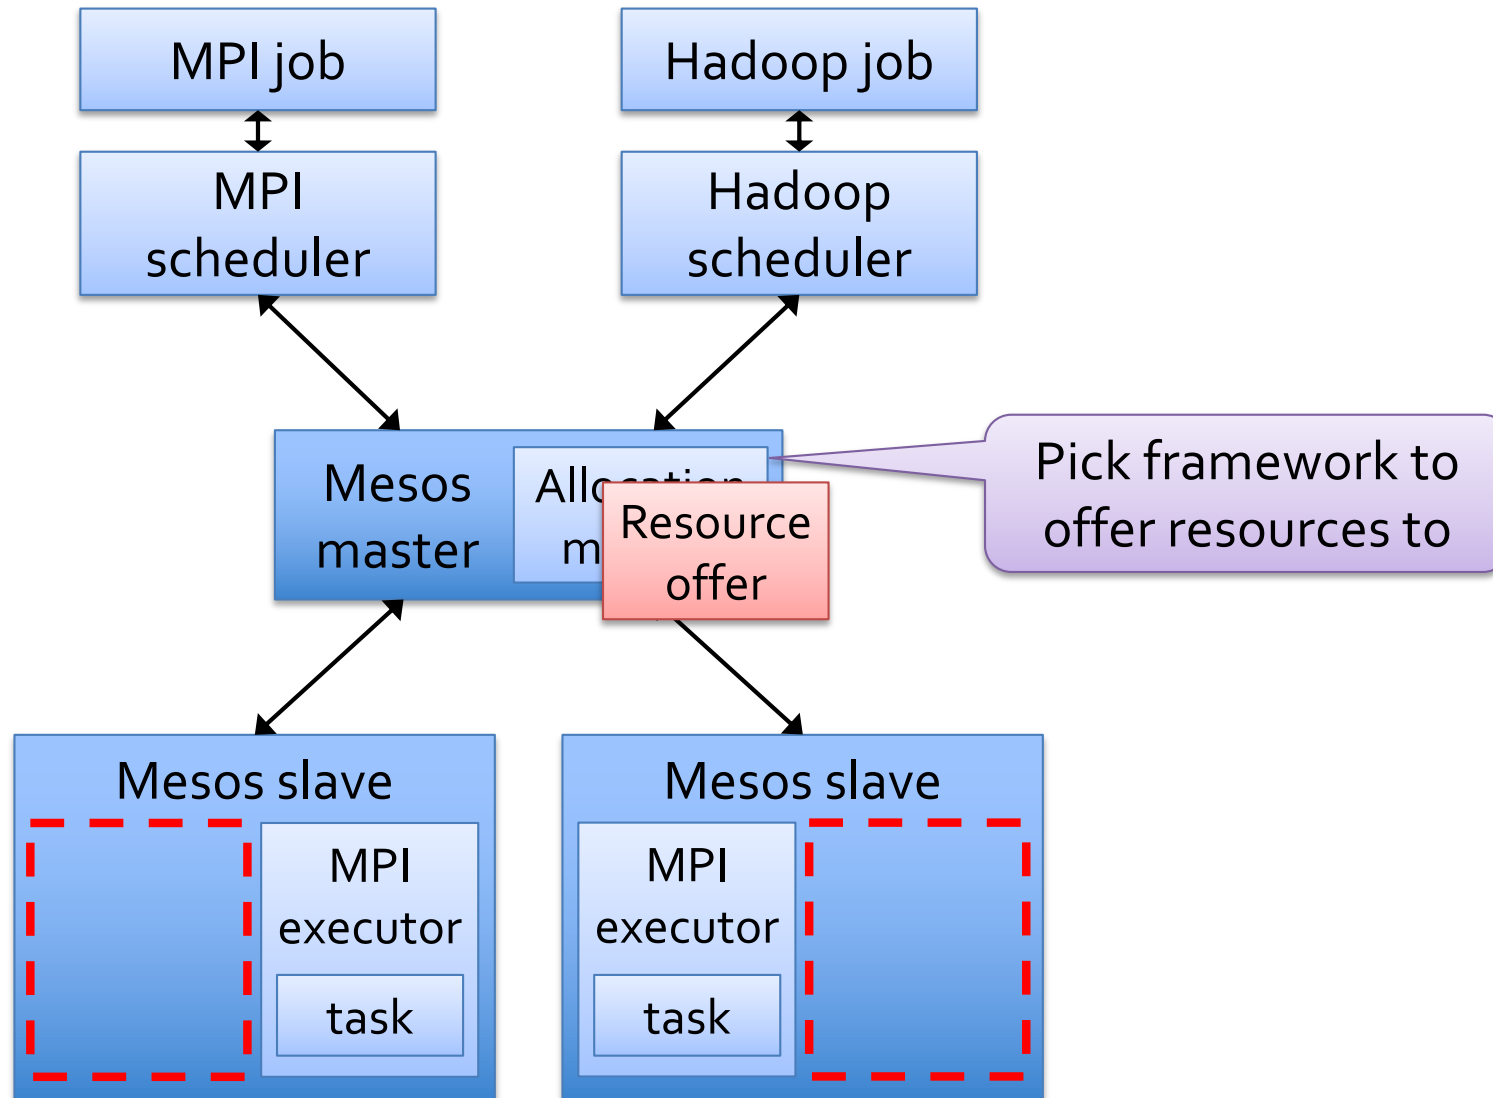 MPI job
Hadoop job
MPI
scheduler
Hadoop
scheduler
Mesos
master
Allocation
Resource
offer
Pick framework to
offer resources to
Mesos slave
MPI
executor
task
Mesos slave
MPI
executor
task